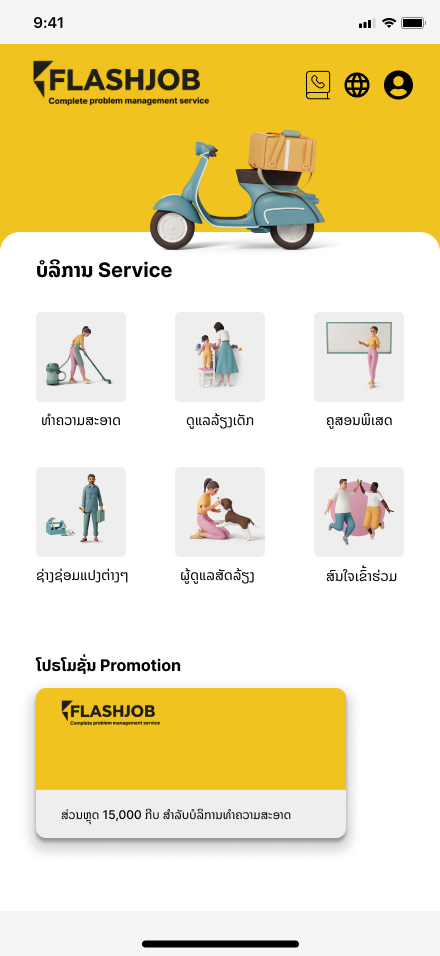 9:41
FLASHJOB
Complete problem management service
ບໍລິການ Service
ທຳຄວາມສະອາດ
ດູແລລ້ຽງເດັກ
ຄູສອນພິເສດ
ຊ່າງຊ່ອມແປງຕ່າງໆ
ຜູ້ດູແລສັດລ້ຽງ
ສົນໃຈເຂົ້າຮ່ວມ
ໂປຣໂມຊັ່ນ Promotion
FLASHJOB
Complete problem management service
ສ່ວນຫຼຸດ 15,000 ກີບ ສຳລັບບໍລິການທຳຄວາມສະອາດ